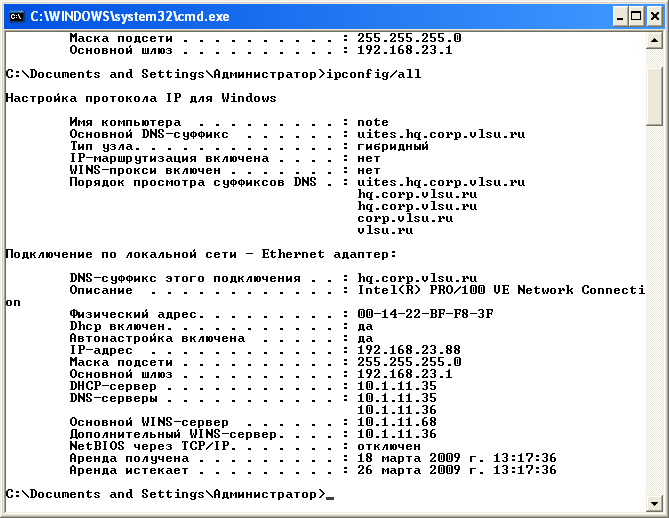 C:\WINDOWS\system32\cmd.exe
Маска подсети . . . . . . . . . . : 255.255.255.0
Основной шлюз . . . . . . . . . . : 192.168.23.1
C:\Documents and Settings\Администратор>ipconfig/all
Настройка протокола IP для Windows
Имя компьютера . . . . . . . . . : note
Основной DNS-суффикс . . . . . . : uites.hq.corp.vlsu.ru
Тип узла. . . . . . . . . . . . . : гибридный
IP-маршрутизация включена . . . . : нет
WINS-прокси включен . . . . . . . : нет
Порядок просмотра суффиксов DNS . : uites.hq.corp.vlsu.ru
hq.corp.vlsu.ru
hq.corp.vlsu.ru
corp.vlsu.ru
vlsu.ru
Подключение по локальной сети - Ethernet адаптер:
DNS-суффикс этого подключения . . : hq.corp.vlsu.ru
Описание . . . . . . . . . . . . : Intel(R) PRO/100 VE Network Connecti
on
Физический адрес. . . . . . . . . : 00-14-22-BF-F8-3F
Dhcp включен. . . . . . . . . . . : да
Автонастройка включена . . . . . : да
IP-адрес . . . . . . . . . . . . : 192.168.23.88
Маска подсети . . . . . . . . . . : 255.255.255.0
Основной шлюз . . . . . . . . . . : 192.168.23.1
DHCP-сервер . . . . . . . . . . . : 10.1.11.35
DNS-серверы . . . . . . . . . . . : 10.1.11.35
10.1.11.36
Основной WINS-сервер . . . . . . : 10.1.11.68
Дополнительный WINS-сервер. . . . : 10.1.11.36
NetBIOS через TCP/IP. . . . . . . : отключен
Аренда получена . . . . . . . . . : 18 марта 2009 г. 13:17:36
Аренда истекает . . . . . . . . . : 26 марта 2009 г. 13:17:36
C:\Documents and Settings\Администратор>_